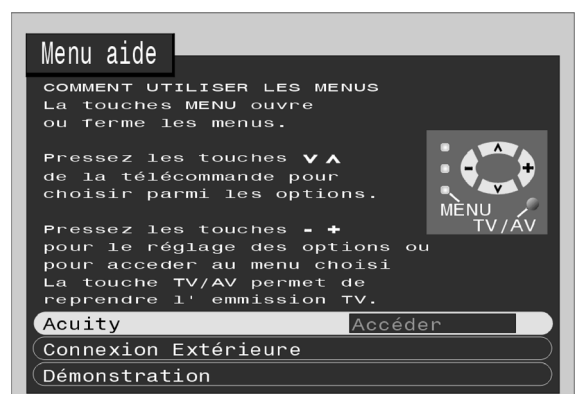 Menu aide
COMMENT UTILISER LES MENUS
La touches MENU ouvre
ou ferme les menus.
Pressez les touches ∨ ∧
de la télécommande pour
choisir parmi les options.
Pressez les touches - +
pour le réglage des options ou
pour acceder au menu choisi
La touche TV/AV permet de
reprendre l' emmission TV.
∧
- +
∨
MENU
TV/AV
Acuity Accéder
Connexion Extérieure
Démonstration